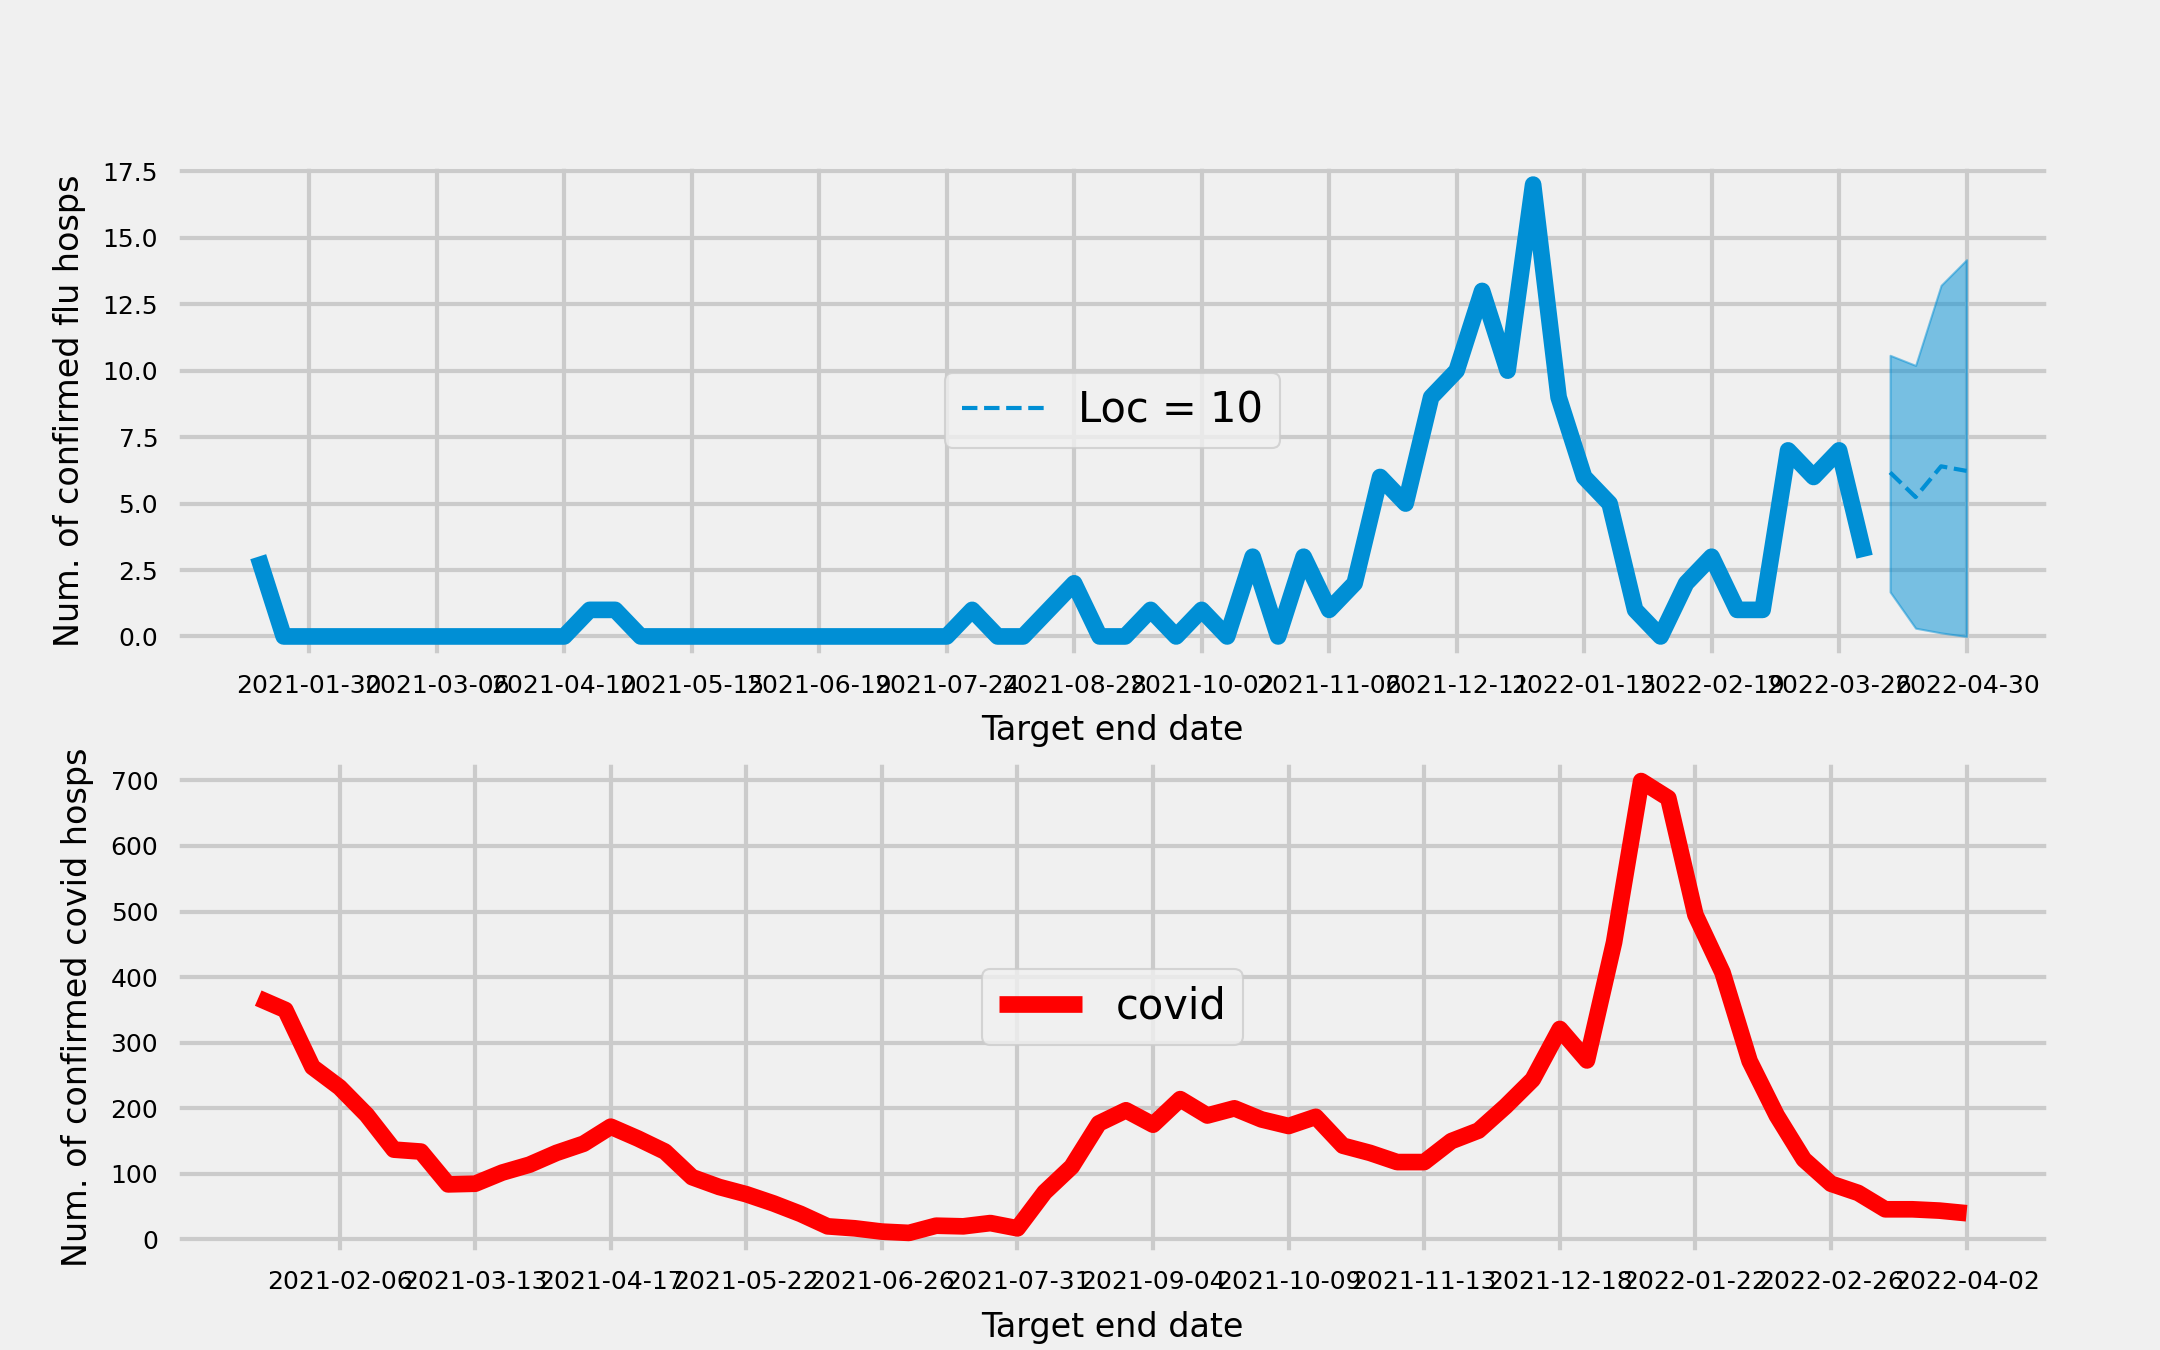 Num. of confirmed flu hosps
17.5
15.0
12.5
10.0
7.5
5.0
2.5
0.0
Loc = 10
2021-01-30 2021-03-06 2021-04-10 2021-05-15 2021-06-19 2021-07-24 2021-08-28 2021-10-02 2021-11-06 2021-12-11 2022-01-15 2022-02-19 2022-03-26 2022-04-30
Target end date
Num. of confirmed covid hosps
700
600
500
400
300
200
100
0
covid
2021-02-06 2021-03-13 2021-04-17 2021-05-22 2021-06-26 2021-07-31 2021-09-04 2021-10-09 2021-11-13 2021-12-18 2022-01-22 2022-02-26 2022-04-02
Target end date